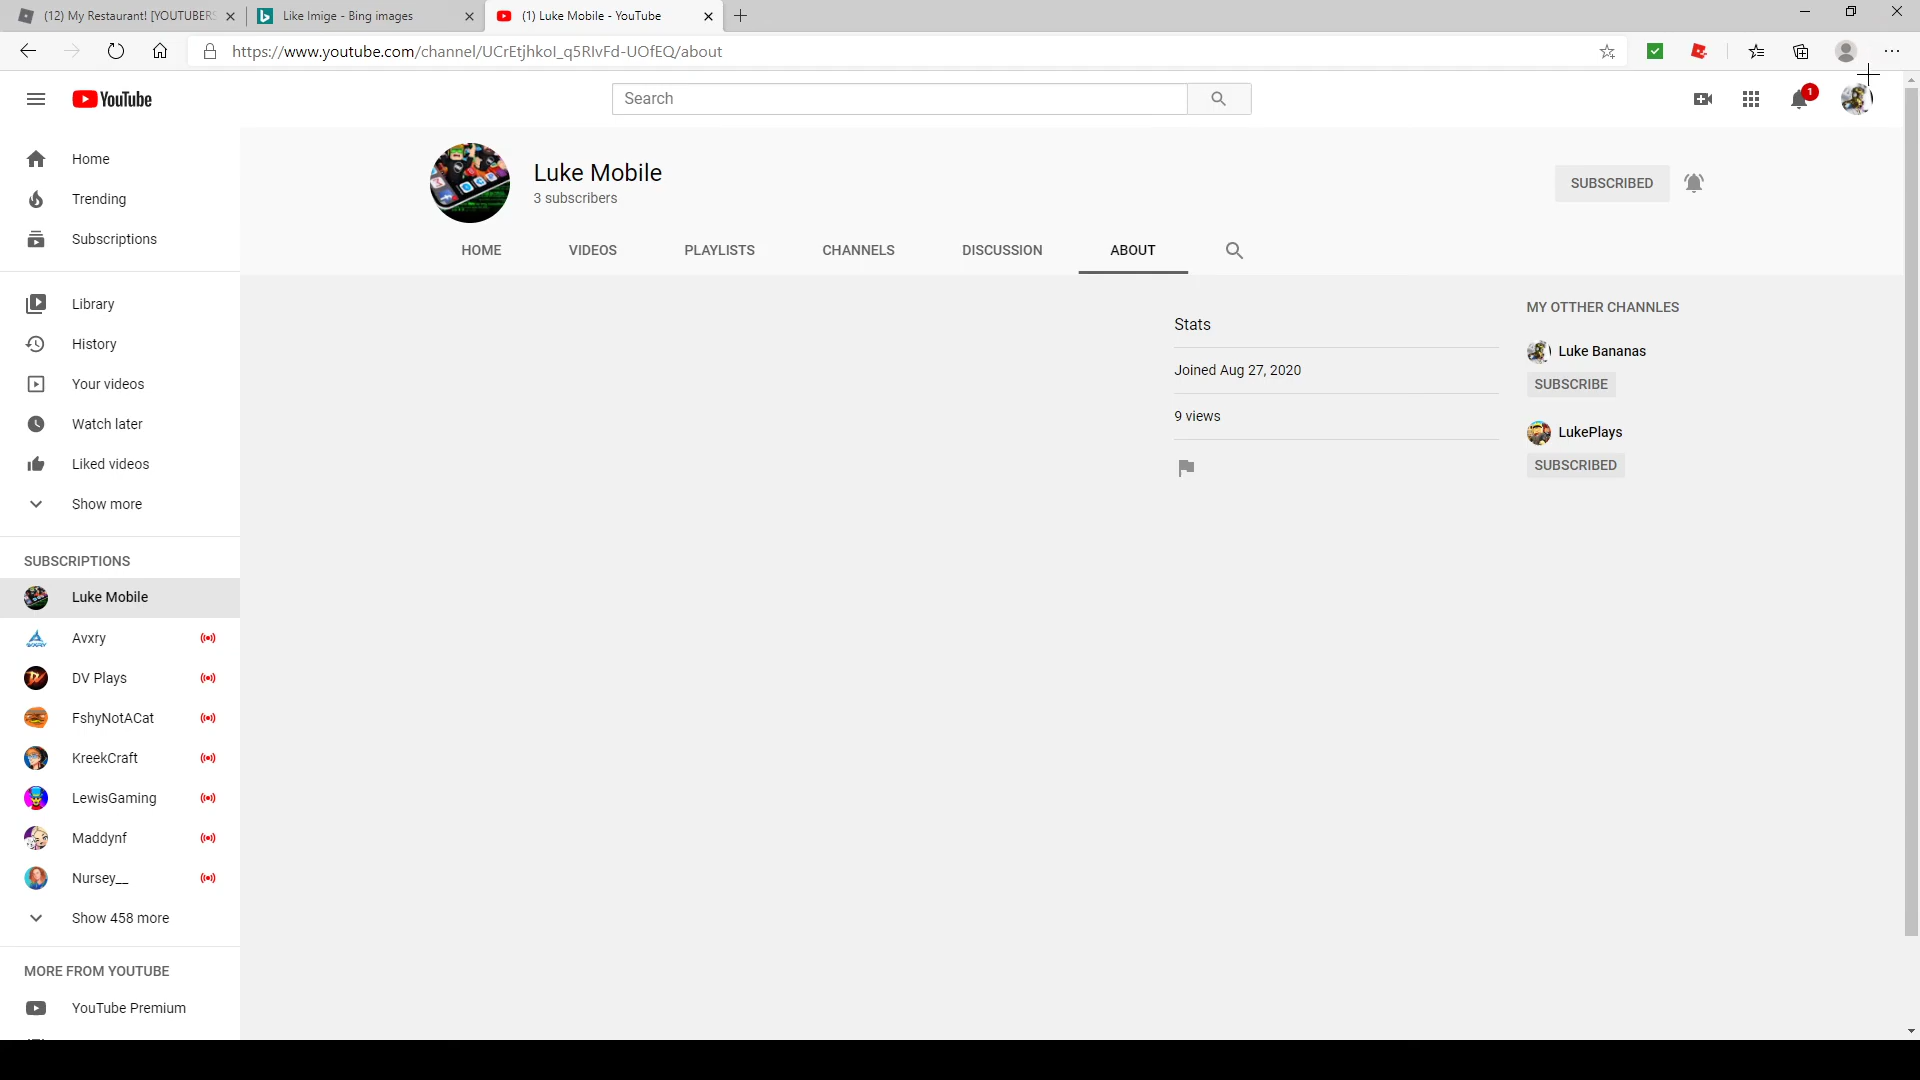 (12) My Restaurant! [YOUTUBERS
Like Imige - Bing images
(1) Luke Mobile - YouTube
https://www.youtube.com/channel/UCrEtjhkoI_q5RIvFd-UOfEQ/about
YouTube
Search
1
Home
Trending
Subscriptions
Library
History
Your videos
Watch later
Liked videos
Show more
SUBSCRIPTIONS
Luke Mobile
Avxry
DV Plays
FshyNotACat
KreekCraft
LewisGaming
Maddynf
Nursey__
Show 458 more
MORE FROM YOUTUBE
YouTube Premium
Luke Mobile
3 subscribers
SUBSCRIBED
HOME
VIDEOS
PLAYLISTS
CHANNELS
DISCUSSION
ABOUT
Stats
Joined Aug 27, 2020
9 views
MY OTTHER CHANNLES
Luke Bananas
SUBSCRIBE
LukePlays
SUBSCRIBED